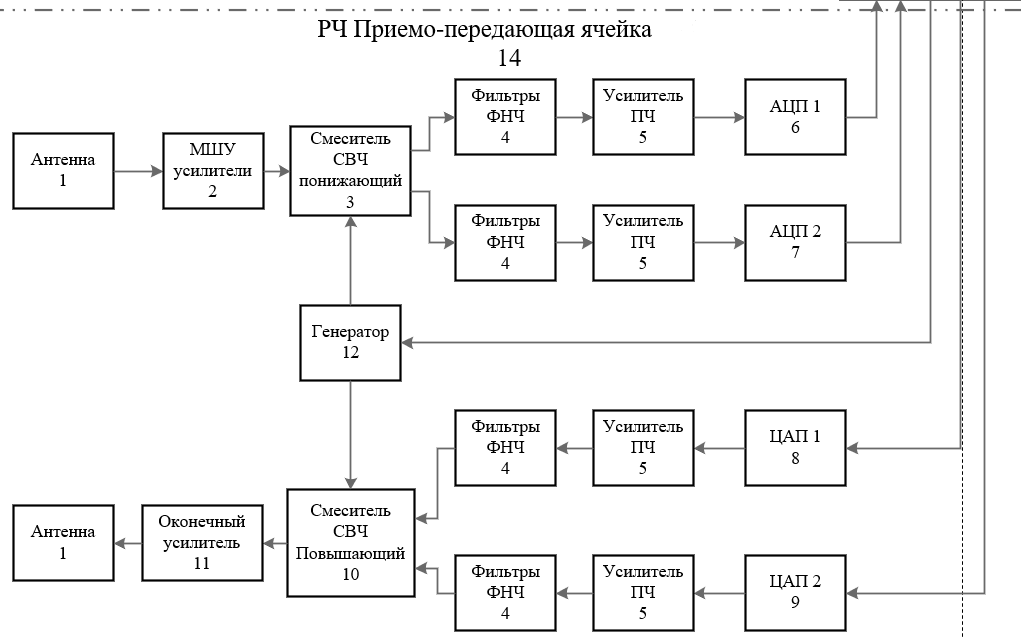 РЧ Приемо-передающая ячейка
14
Фильтры
ФНЧ
4
Усилитель
ПЧ
5
АЦП 1
6
Антенна
1
МШУ
усилители
2
Смеситель
СВЧ
понижающий
3
Фильтры
ФНЧ
4
Усилитель
ПЧ
5
АЦП 2
7
Генератор
12
Фильтры
ФНЧ
4
Усилитель
ПЧ
5
ЦАП 1
8
Антенна
1
Оконечный
усилитель
11
Смеситель
СВЧ
Повышающий
10
Фильтры
ФНЧ
4
Усилитель
ПЧ
5
ЦАП 2
9